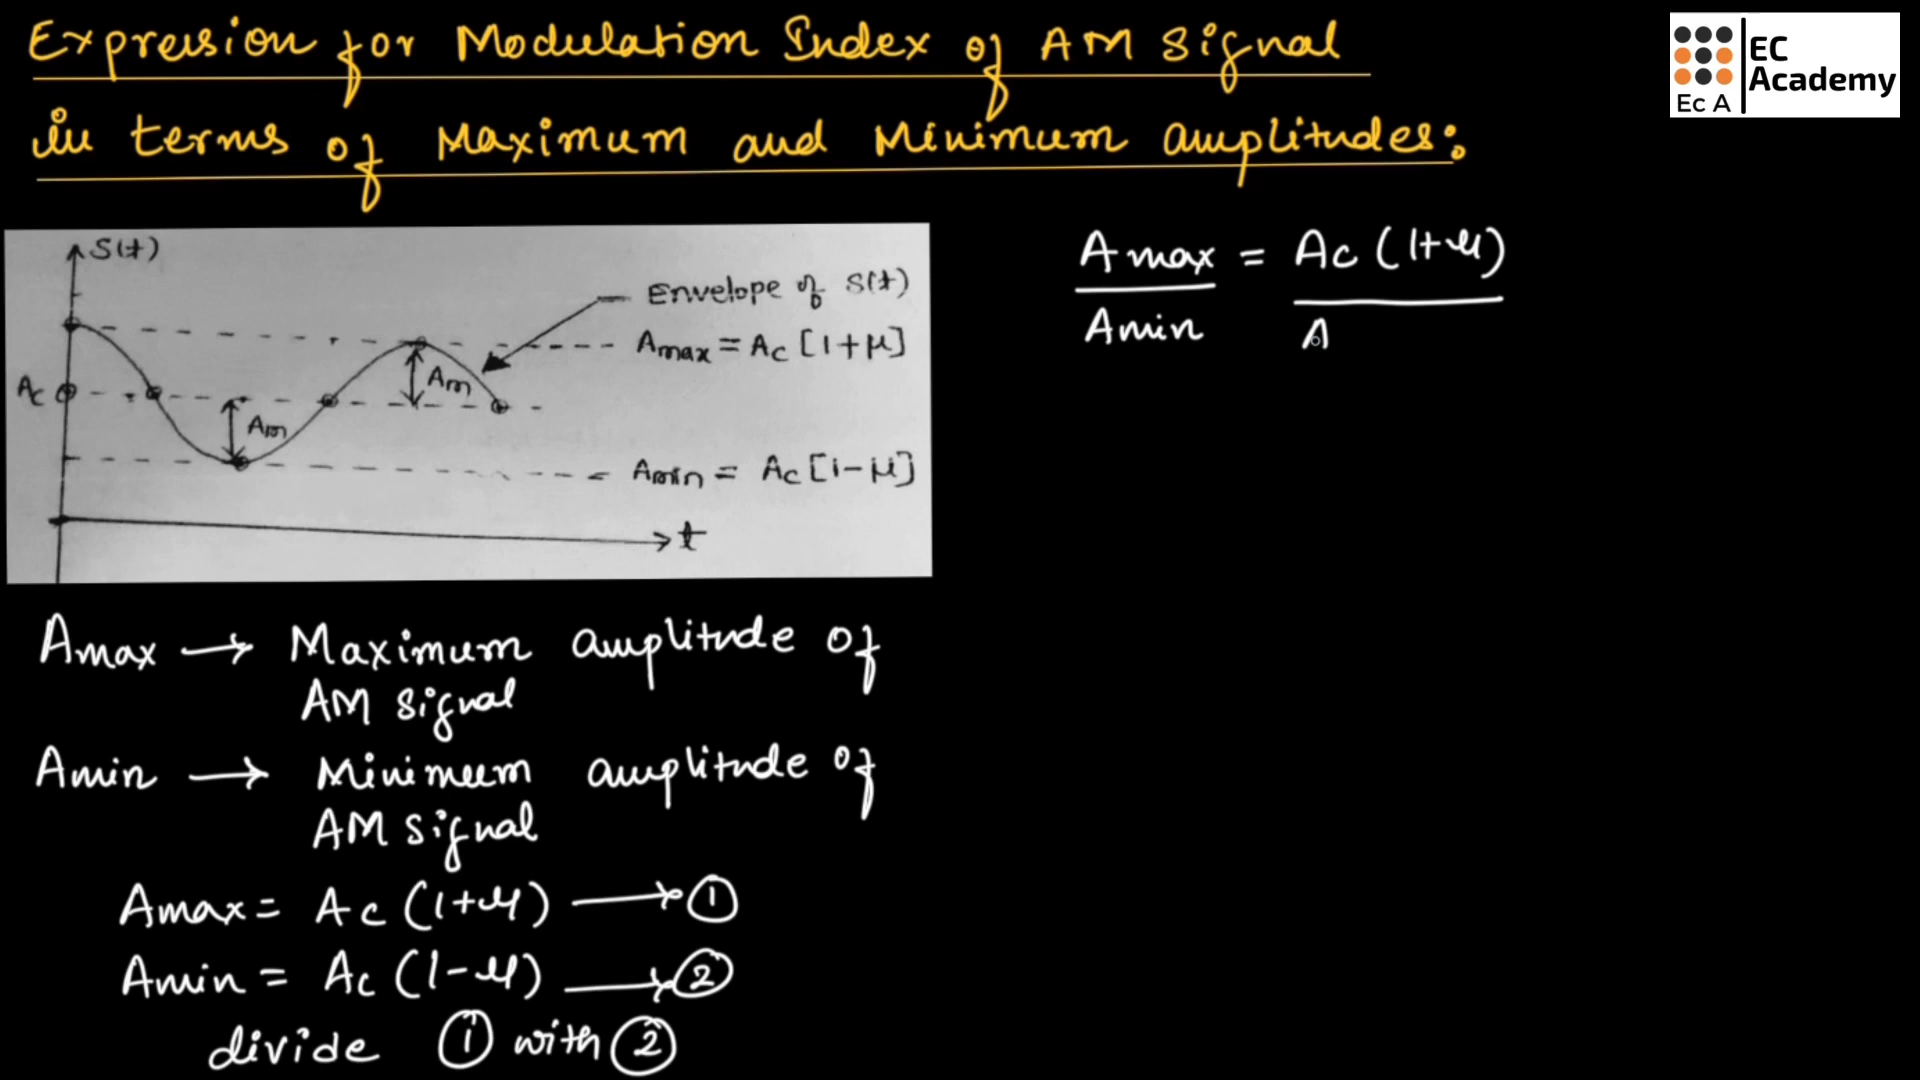 Expression for Modulation Index of AM Signal
in terms of Maximum and Minimum amplitudes:
EC
Academy
Ec A
S(t)
Envelope of S(t)
Amax = Ac [1+μ]
Ac
Am
Am
Amin = Ac [1-μ]
t
Amax → Maximum amplitude of
AM signal
Amin → Minimum amplitude of
AM signal
Amax = Ac (1+μ) → ①
Amin = Ac (1-μ) → ②
divide ① with ②
Amax = Ac (1+μ)
Amin A